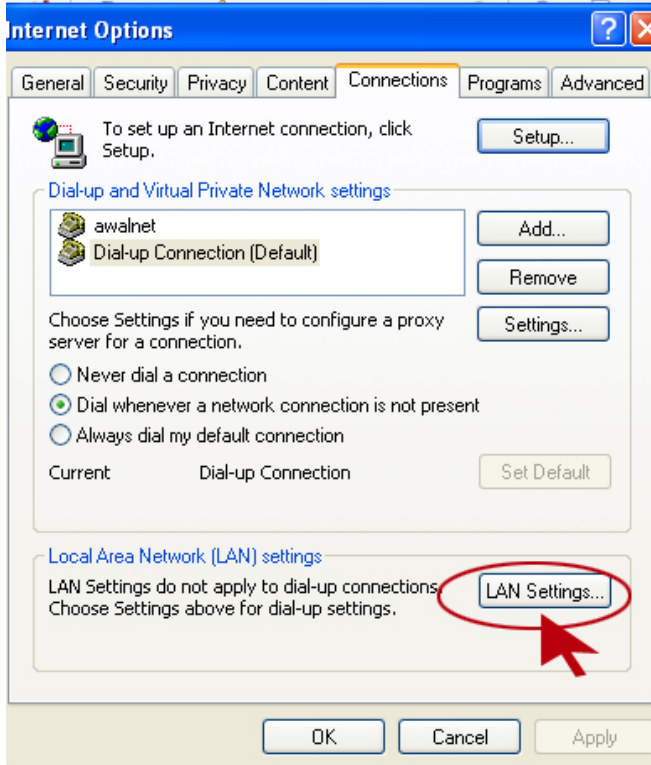 Internet Options
General Security Privacy Content Connections Programs Advanced
To set up an Internet connection, click
Setup.
Setup...
Dial-up and Virtual Private Network settings
awalnet
Dial-up Connection (Default)
Add...
Remove
Choose Settings if you need to configure a proxy
server for a connection.
Settings...
Never dial a connection
Dial whenever a network connection is not present
Always dial my default connection
Current Dial-up Connection
Set Default
Local Area Network (LAN) settings
LAN Settings do not apply to dial-up connections.
Choose Settings above for dial-up settings.
LAN Settings...
OK Cancel Apply